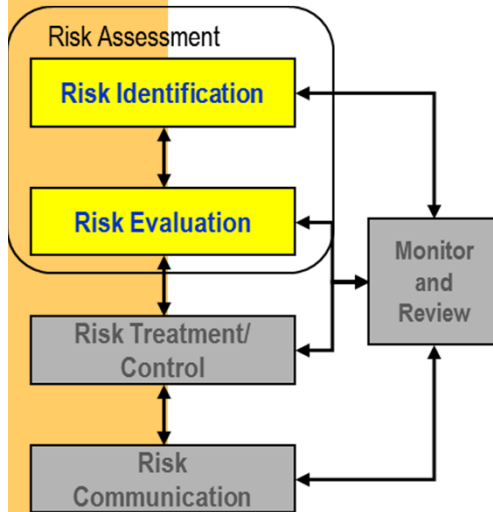 Risk Assessment
Risk Identification
Risk Evaluation
Monitor
and
Review
Risk Treatment/
Control
Risk
Communication